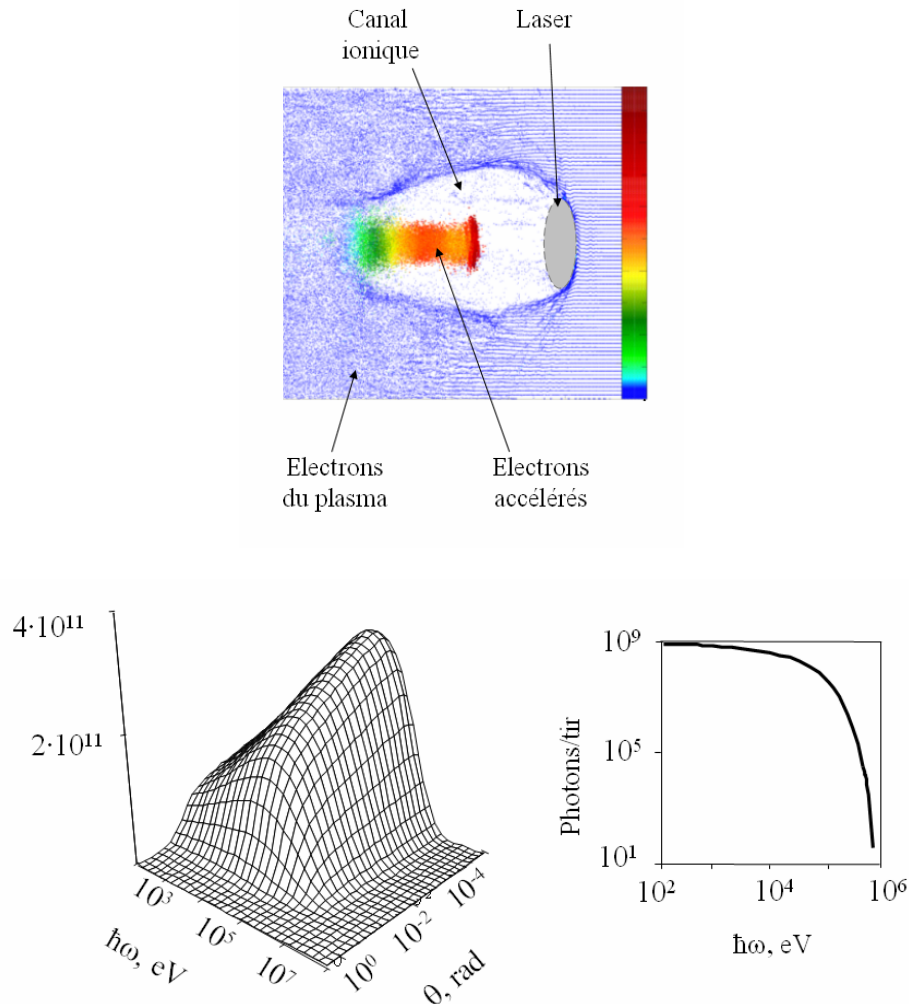 Canal
ionique
Laser
Electrons
du plasma
Electrons
accélérés
4·10¹¹
2·10¹¹
10³
10⁵
10⁷
ħω, eV
10⁰
10⁻²
10⁻⁴
θ, rad
10⁹
10⁵
10¹
Photons/tir
10²
10⁴
10⁶
ħω, eV